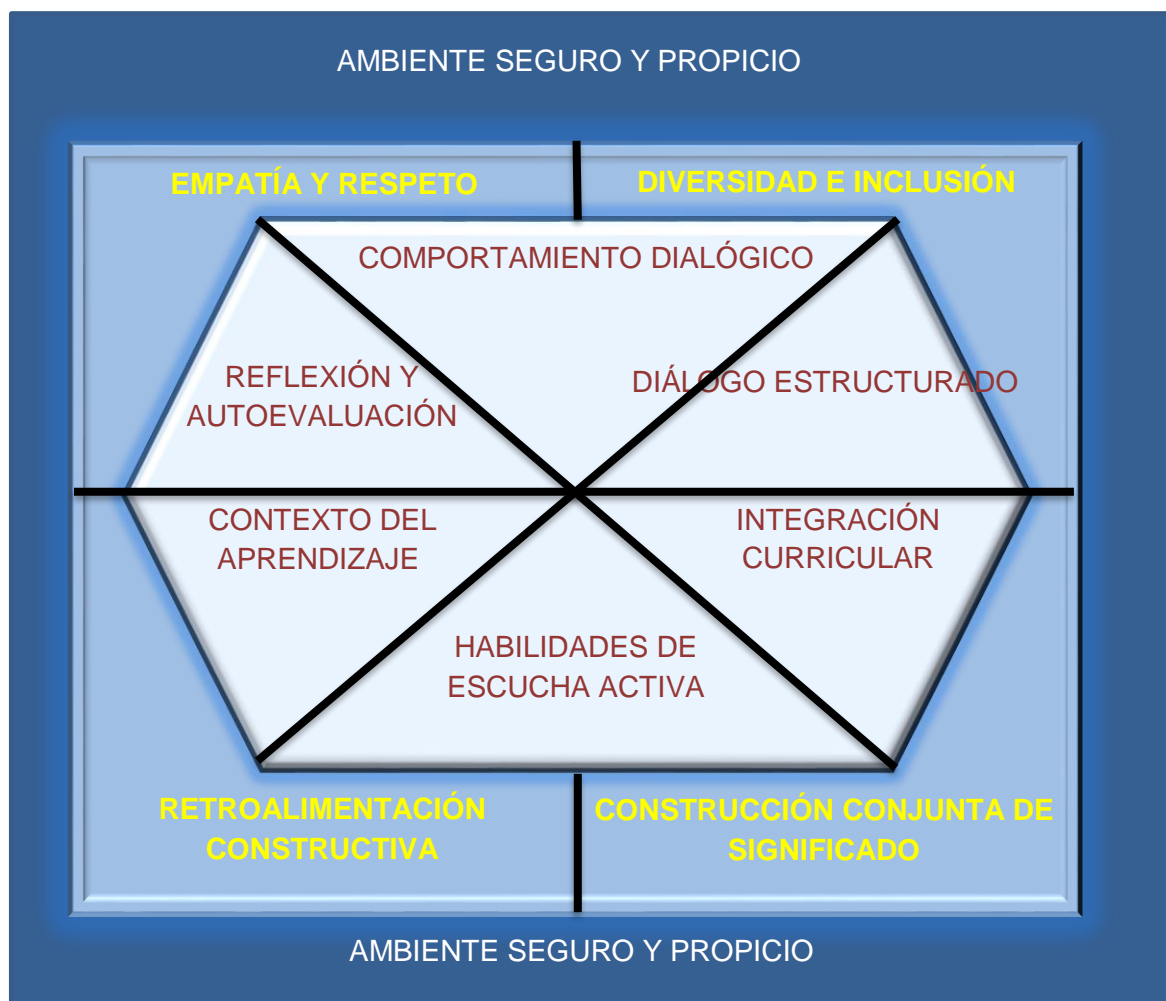 AMBIENTE SEGURO Y PROPICIO
EMPATÍA Y RESPETO
DIVERSIDAD E INCLUSIÓN
COMPORTAMIENTO DIALÓGICO
REFLEXIÓN Y
AUTOEVALUACIÓN
DIÁLOGO ESTRUCTURADO
CONTEXTO DEL
APRENDIZAJE
INTEGRACIÓN
CURRICULAR
HABILIDADES DE
ESCUCHA ACTIVA
RETROALIMENTACIÓN
CONSTRUCTIVA
CONSTRUCCIÓN CONJUNTA DE
SIGNIFICADO
AMBIENTE SEGURO Y PROPICIO